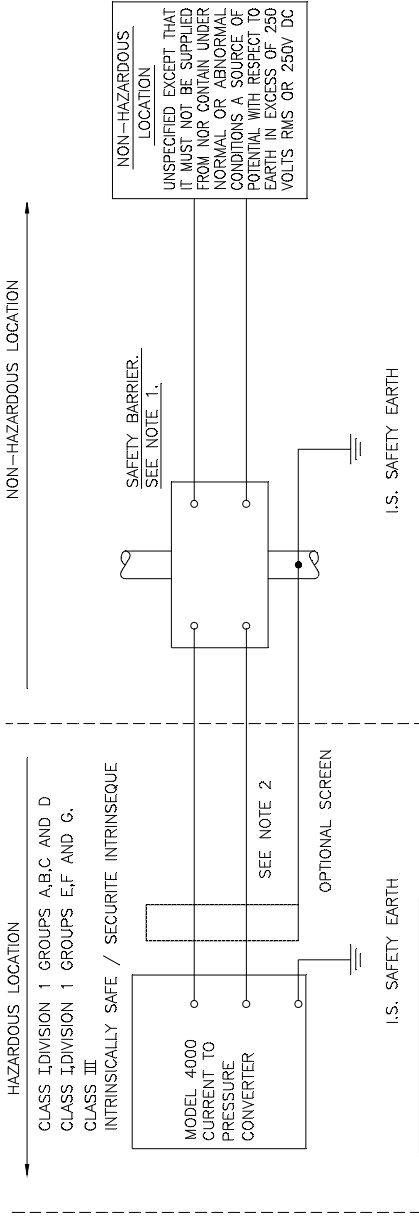 HAZARDOUS LOCATION
CLASS I,DIVISION 1 GROUPS A,B,C AND D
CLASS I,DIVISION 1 GROUPS E,F AND G.
CLASS III
INTRINSICALLY SAFE / SECURITE INTRINSEQUE
MODEL 4000
CURRENT TO
PRESSURE
CONVERTER
SEE NOTE 2
OPTIONAL SCREEN
I.S. SAFETY EARTH
NON-HAZARDOUS LOCATION
SAFETY BARRIER.
SEE NOTE 1.
I.S. SAFETY EARTH
NON-HAZARDOUS
LOCATION
UNSPECIFIED EXCEPT THAT
IT MUST NOT BE SUPPLIED
FROM NOR CONTAIN UNDER
NORMAL OR ABNORMAL
CONDITIONS A SOURCE OF
POTENTIAL WITH RESPECT TO
EARTH IN EXCESS OF 250
VOLTS RMS OR 250V DC